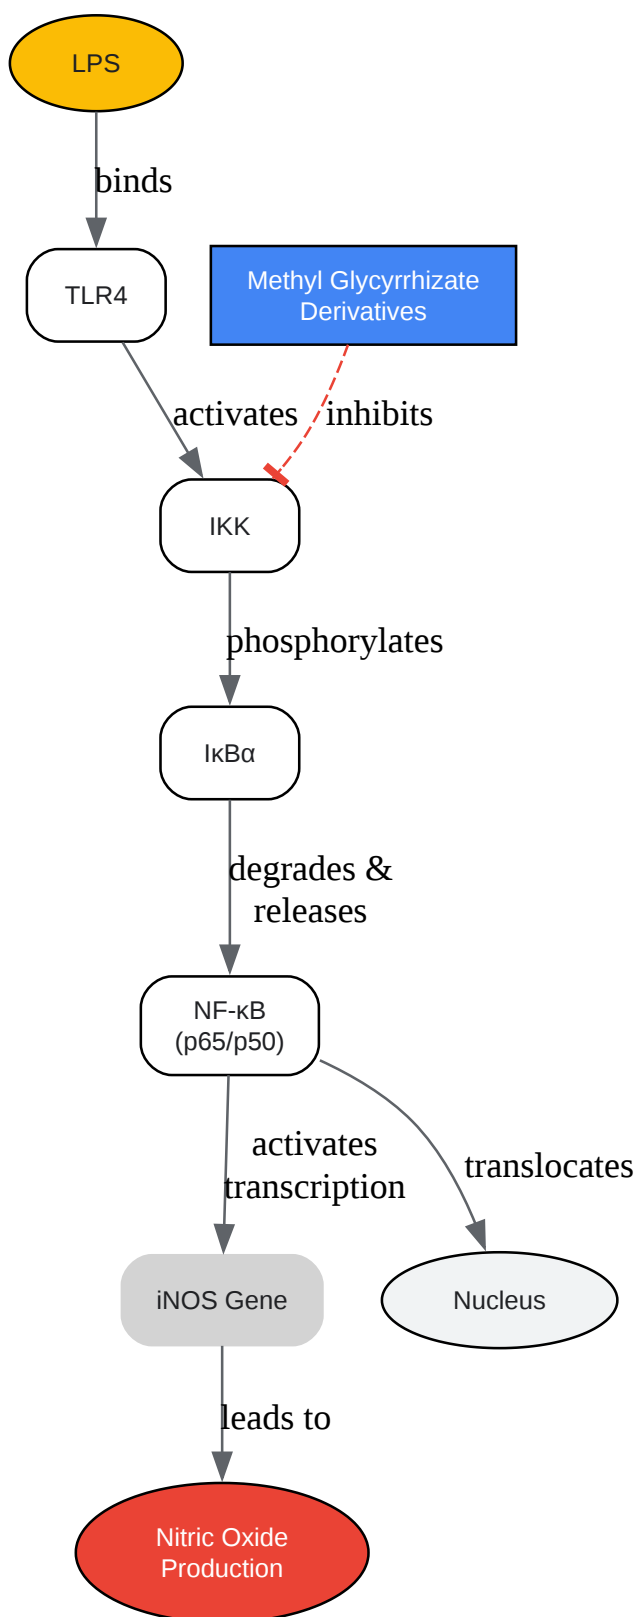 LPS
binds
TLR4
Methyl Glycyrrhizate
Derivatives
activates
inhibits
IKK
phosphorylates
IκBα
degrades &
releases
NF-κB
(p65/p50)
activates
transcription
translocates
iNOS Gene
Nucleus
leads to
Nitric Oxide
Production